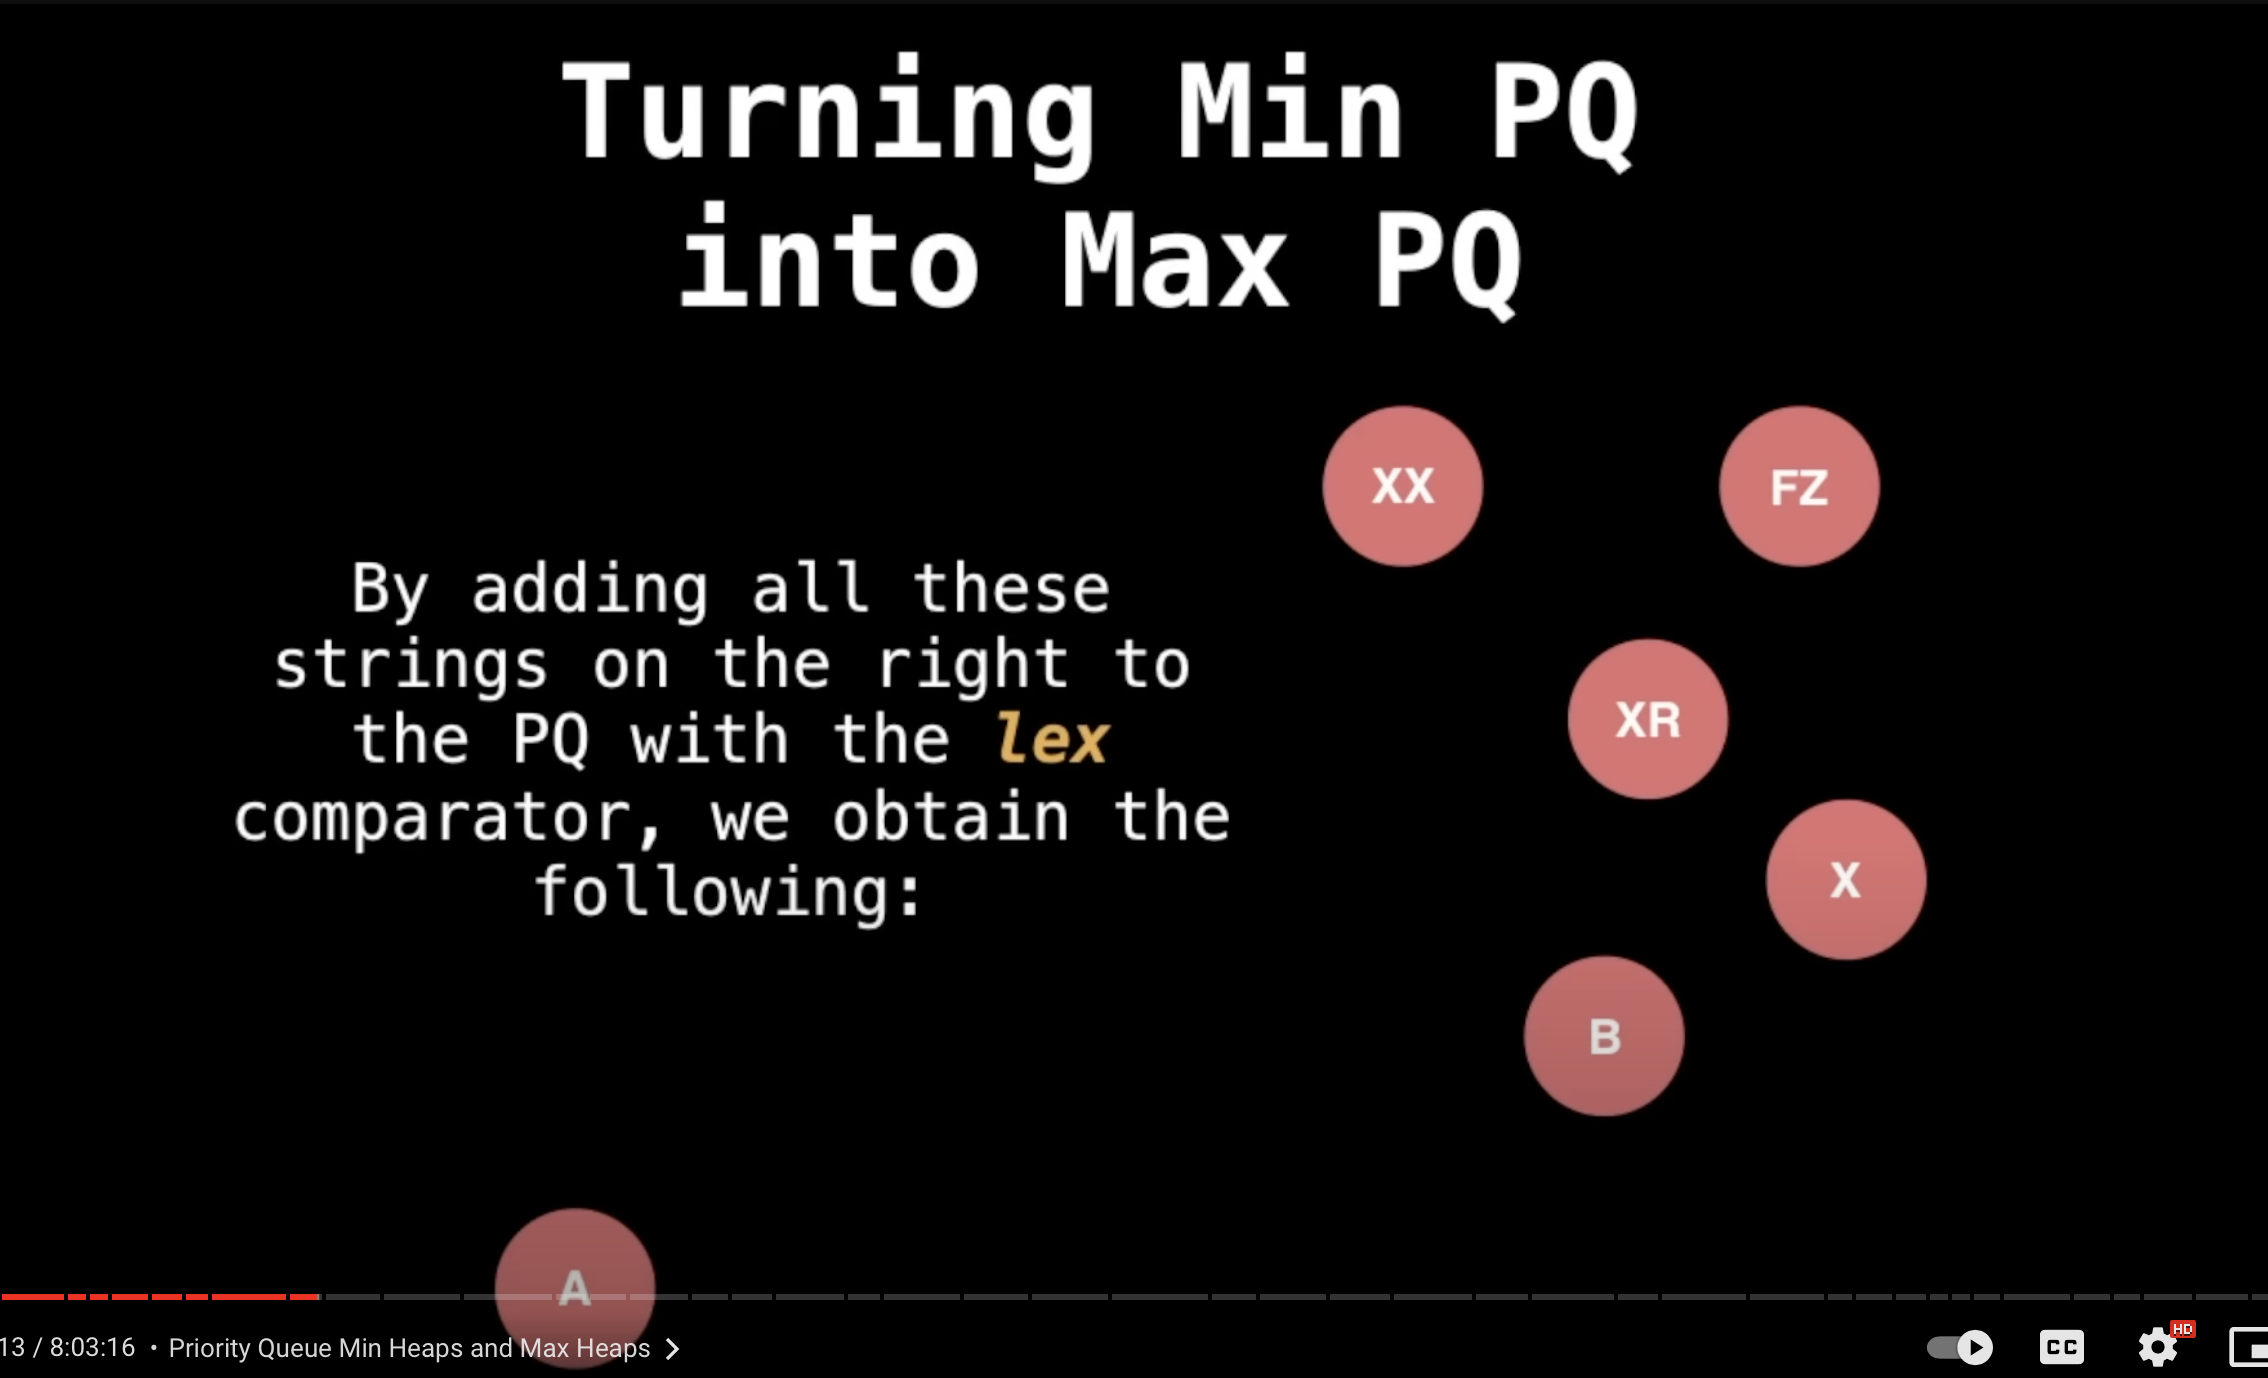 Turning Min PQ
into Max PQ
XX
FZ
By adding all these
strings on the right to
XR
the PQ with the lex
comparator, we obtain the
X
following:
B
A
13 / 8:03:16 • Priority Queue Min Heaps and Max Heaps
CC
HD